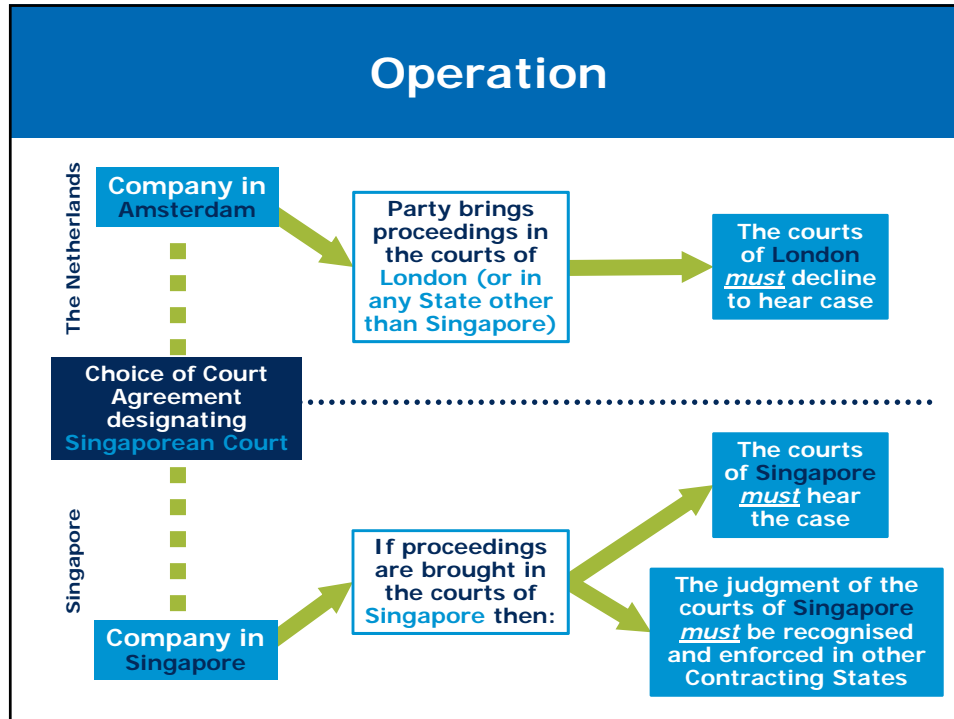 Operation
The Netherlands
Company in
Amsterdam
Party brings
proceedings in
the courts of
London (or in
any State other
than Singapore)
The courts
of London
must decline
to hear case
Choice of Court
Agreement
designating
Singaporean Court
Singapore
Company in
Singapore
If proceedings
are brought in
the courts of
Singapore then:
The courts
of Singapore
must hear
the case
The judgment of the
courts of Singapore
must be recognised
and enforced in other
Contracting States